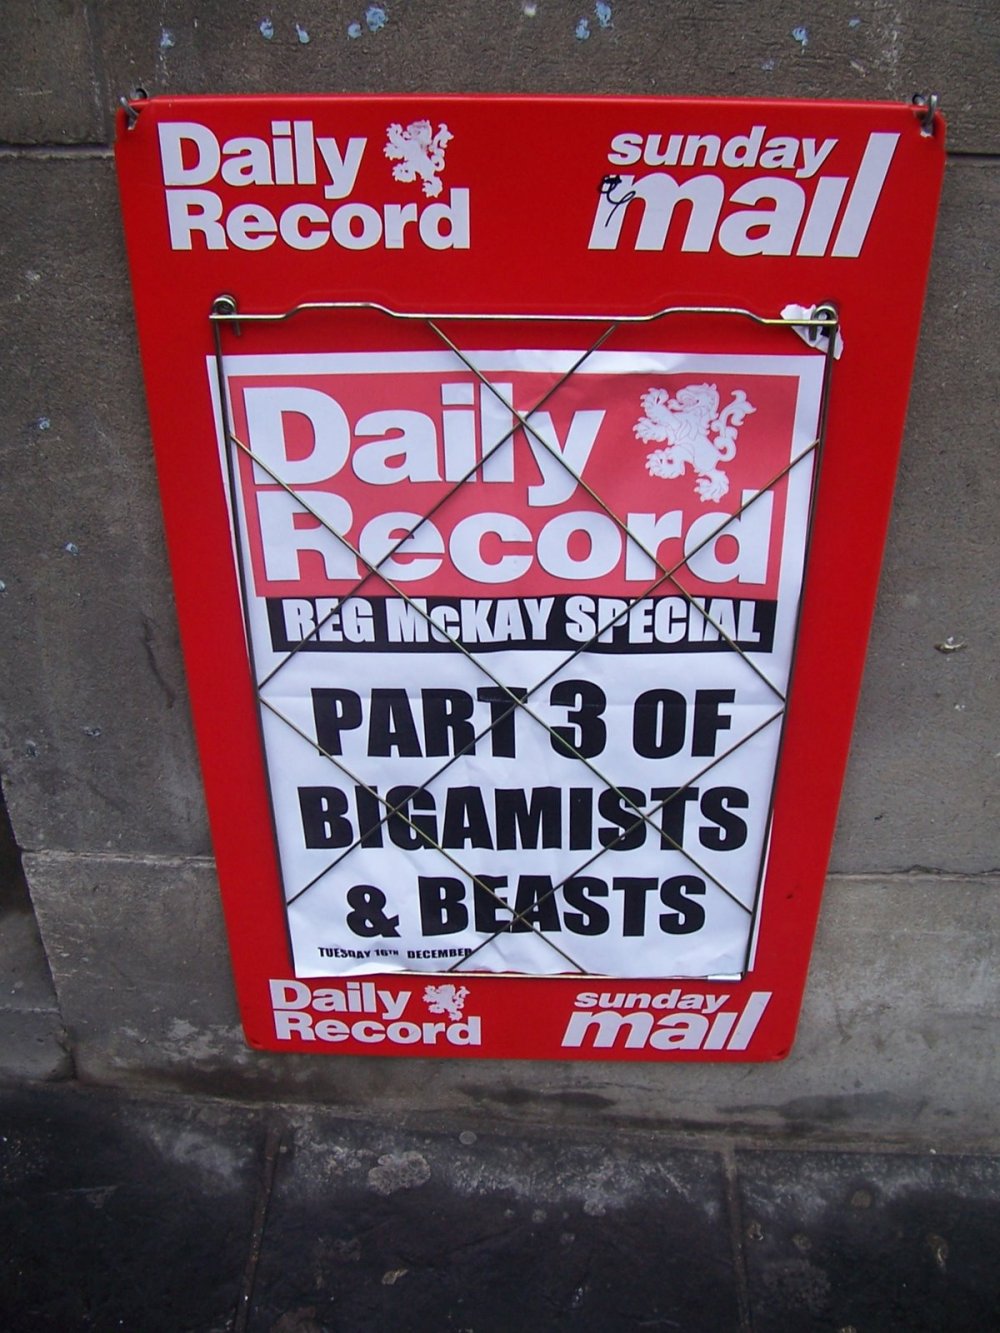 Daily
Record
sunday
mail
Daily
Record
REG McKAY SPECIAL
PART 3 OF
BIGAMISTS
& BEASTS
TUESDAY 16TH DECEMBER
Daily
Record
sunday
mail